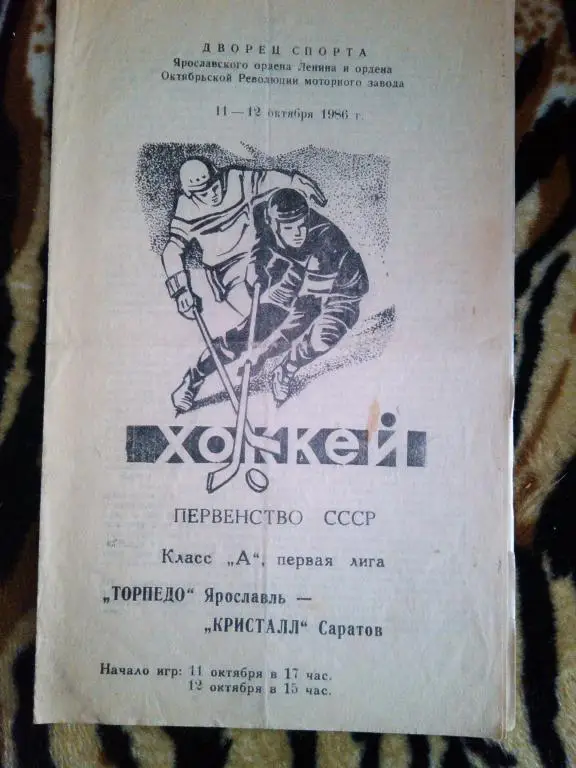 ДВОРЕЦ СПОРТА
Ярославского ордена Ленина и ордена
Октябрьской Революции моторного завода
11—12 октября 1986 г.
ХОККЕЙ
ПЕРВЕНСТВО СССР
Класс „А“, первая лига
„ТОРПЕДО“ Ярославль —
„КРИСТАЛЛ“ Саратов
Начало игр: 11 октября в 17 час.
12 октября в 15 час.